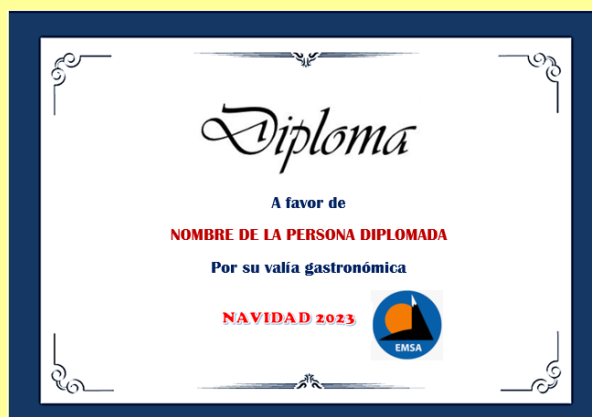 Diploma
A favor de
NOMBRE DE LA PERSONA DIPLOMADA
Por su valía gastronómica
NAVIDAD 2023
EMSA